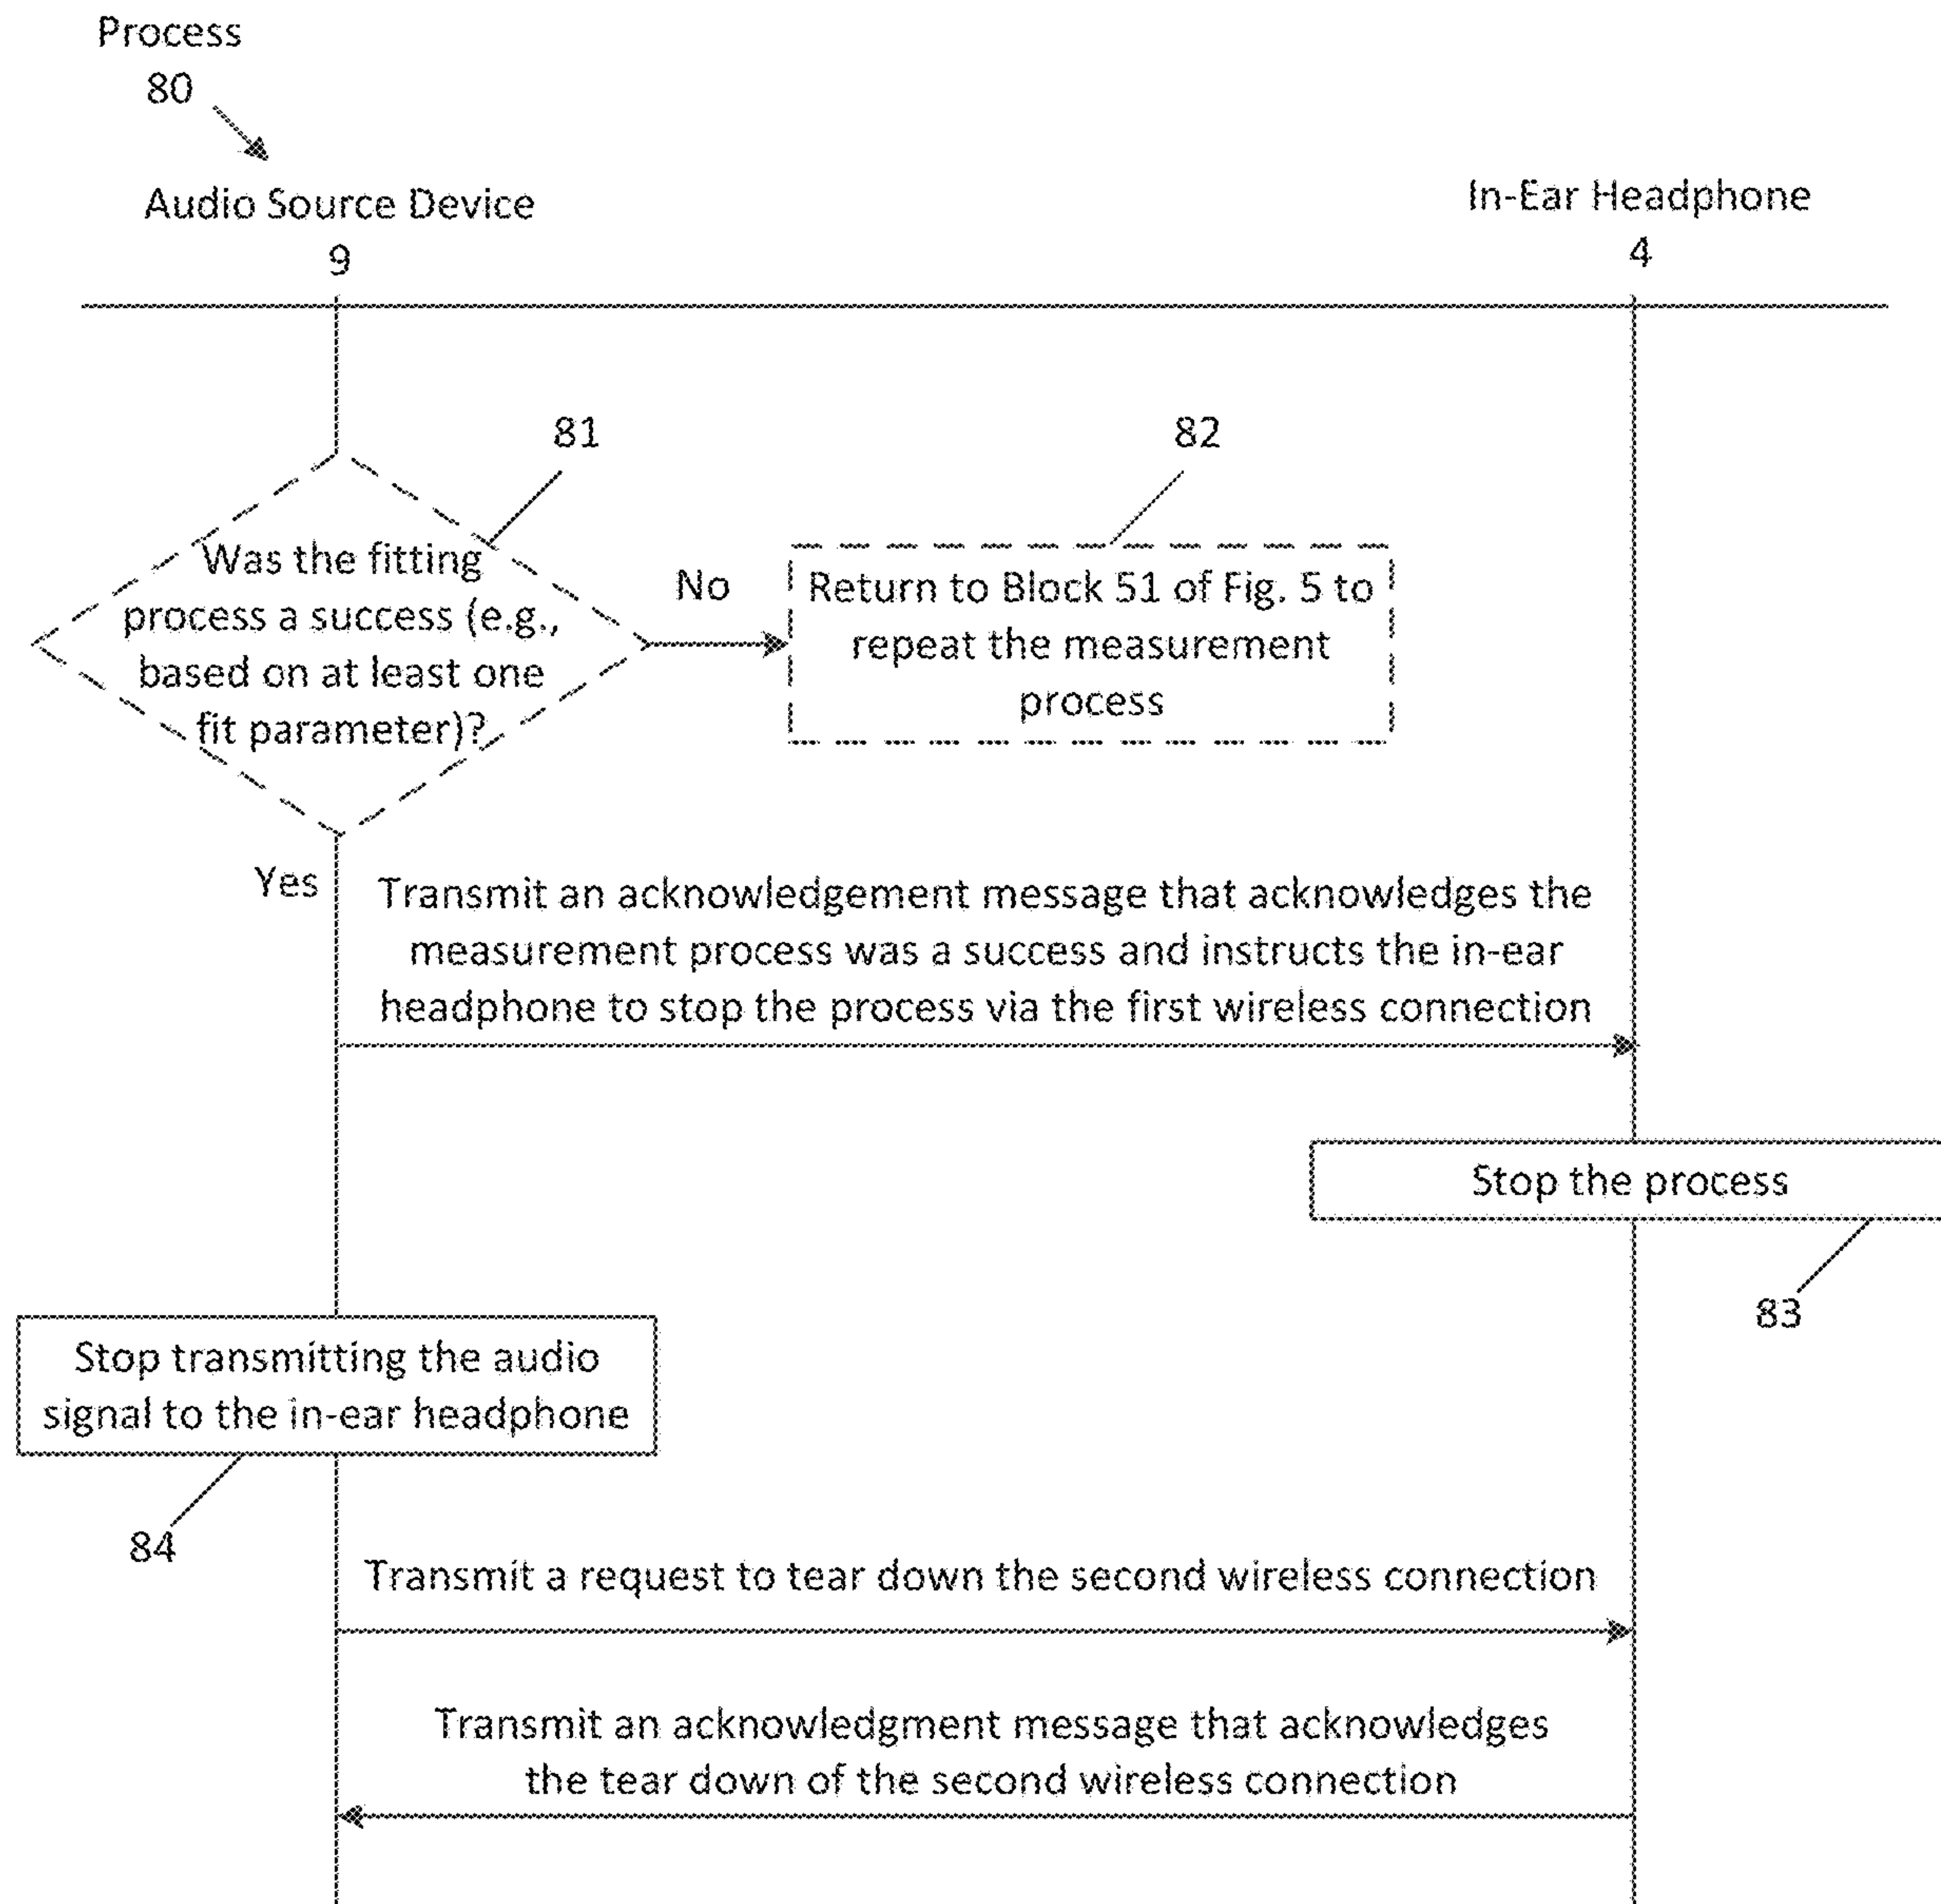 Process
80
Audio Source Device
9
In-Ear Headphone
4
81
82
Was the fitting
process a success (e.g.,
based on at least one
fit parameter)?
No
Return to Block 51 of Fig. 5 to
repeat the measurement
process
Yes
Transmit an acknowledgement message that acknowledges the
measurement process was a success and instructs the in-ear
headphone to stop the process via the first wireless connection
Stop the process
83
Stop transmitting the audio
signal to the in-ear headphone
84
Transmit a request to tear down the second wireless connection
Transmit an acknowledgment message that acknowledges
the tear down of the second wireless connection